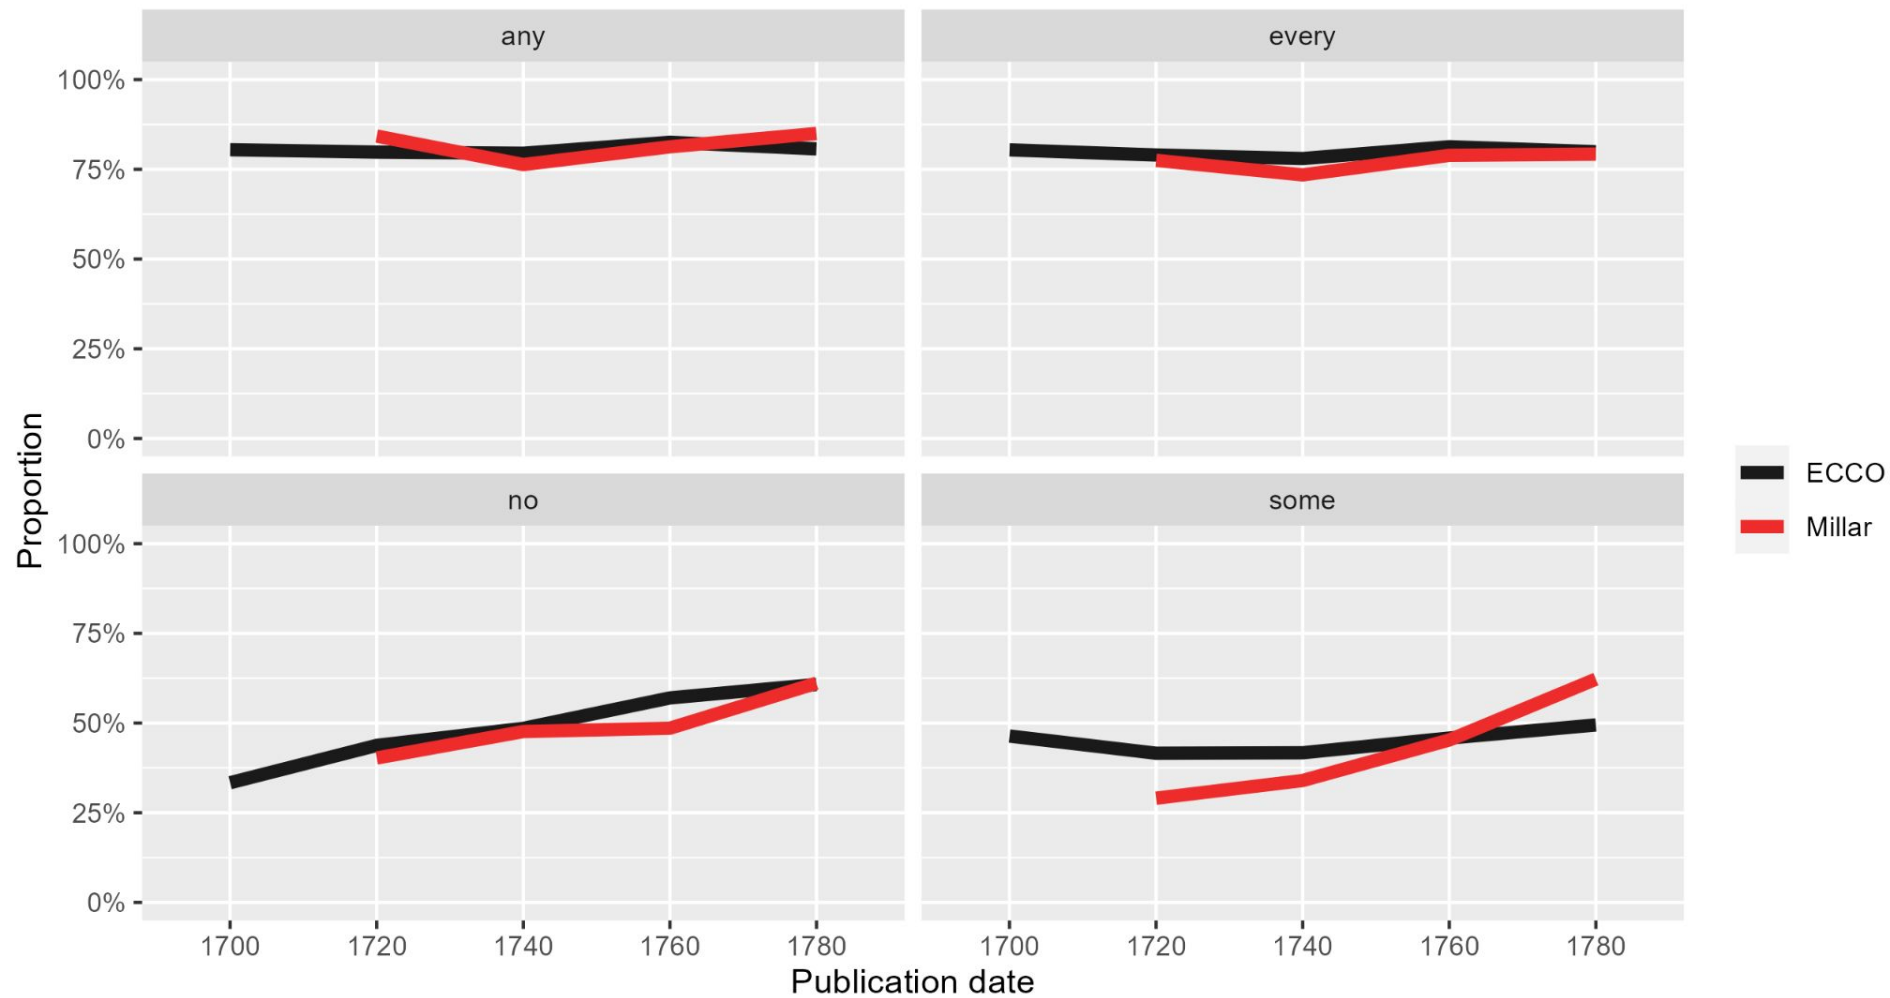 any
every
100%
75%
50%
25%
0%
no
some
100%
75%
50%
25%
0%
1700 1720 1740 1760 1780
1700 1720 1740 1760 1780
Publication date
Proportion
ECCO
Millar